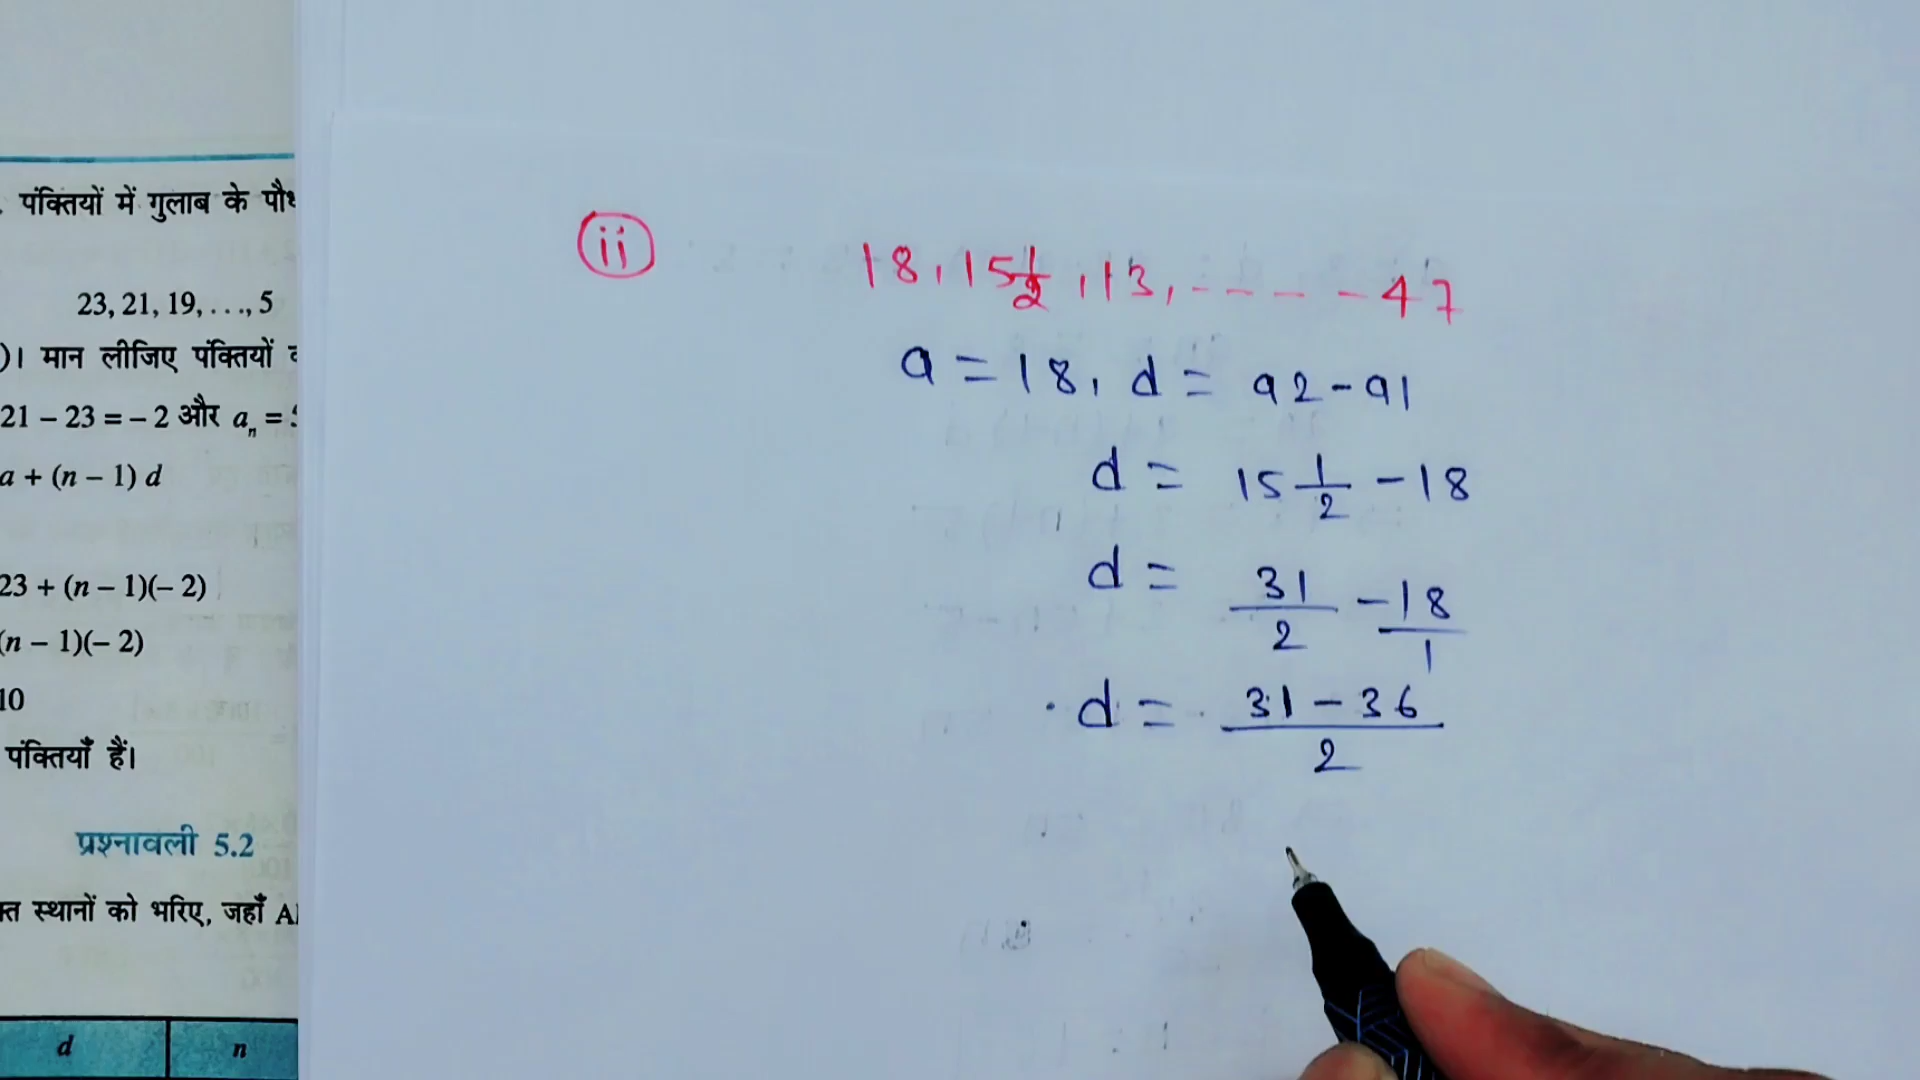 पंक्तियों में गुलाब के
23, 21, 19, . . ., 5
)। मान लीजिए पंक्तियों
21 – 23 = – 2 और aₙ =
a + (n – 1) d
23 + (n – 1)(– 2)
(n – 1)(– 2)
10
पंक्तियाँ हैं।
प्रश्नावली 5.2
स्थानों को भरिए, जहाँ
d n
ii 18, 15 1/2, 13, - - - - - 47
a = 18, d = a2 - a1
d = 15 1/2 - 18
d = 31/2 - 18/1
d = 31 - 36 / 2